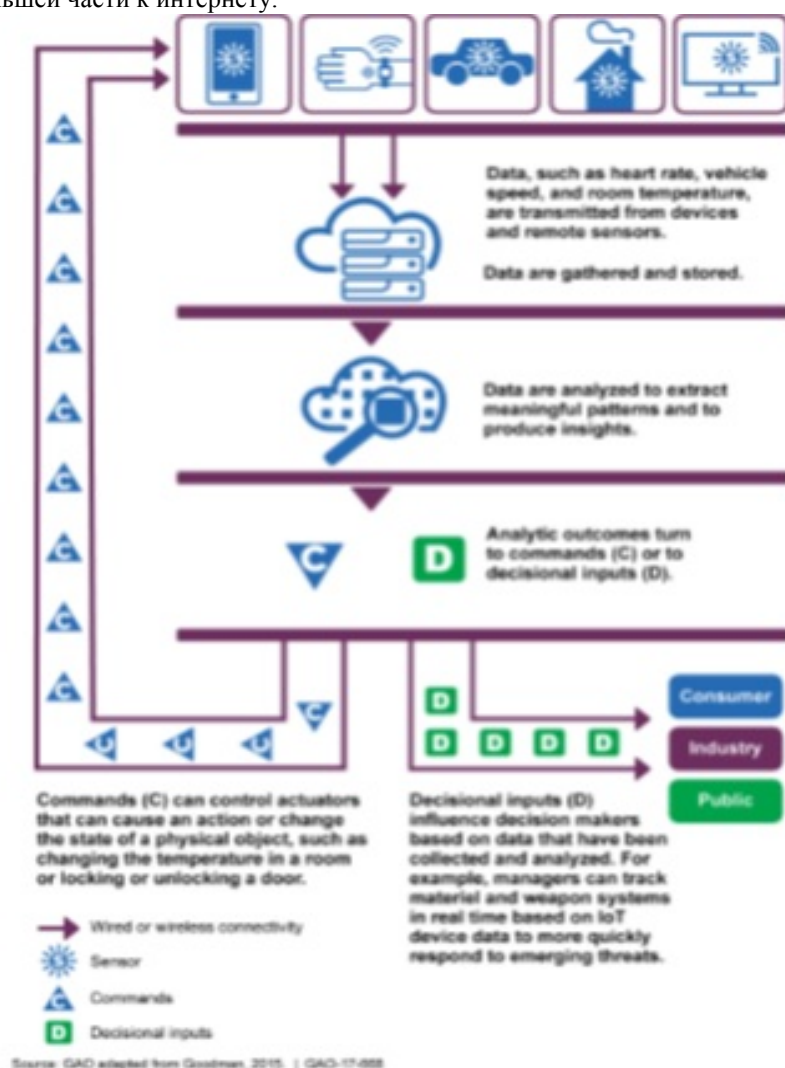 льшей части к интернету.
Data, such as heart rate, vehicle
speed, and room temperature,
are transmitted from devices
and remote sensors.
Data are gathered and stored.
Data are analyzed to extract
meaningful patterns and to
produce insights.
C
D
Analytic outcomes turn
to commands (C) or to
decisional inputs (D).
Consumer
Industry
Public
Commands (C) can control actuators
that can cause an action or change
the state of a physical object, such as
changing the temperature in a room
or locking or unlocking a door.
Decisional inputs (D)
influence decision makers
based on data that have been
collected and analyzed. For
example, managers can track
materiel and weapon systems
in real time based on IoT
device data to more quickly
respond to emerging threats.
Wired or wireless connectivity
S Sensor
C Commands
D Decisional inputs
Source: GAO adapted from Goodman, 2015. | GAO-17-668